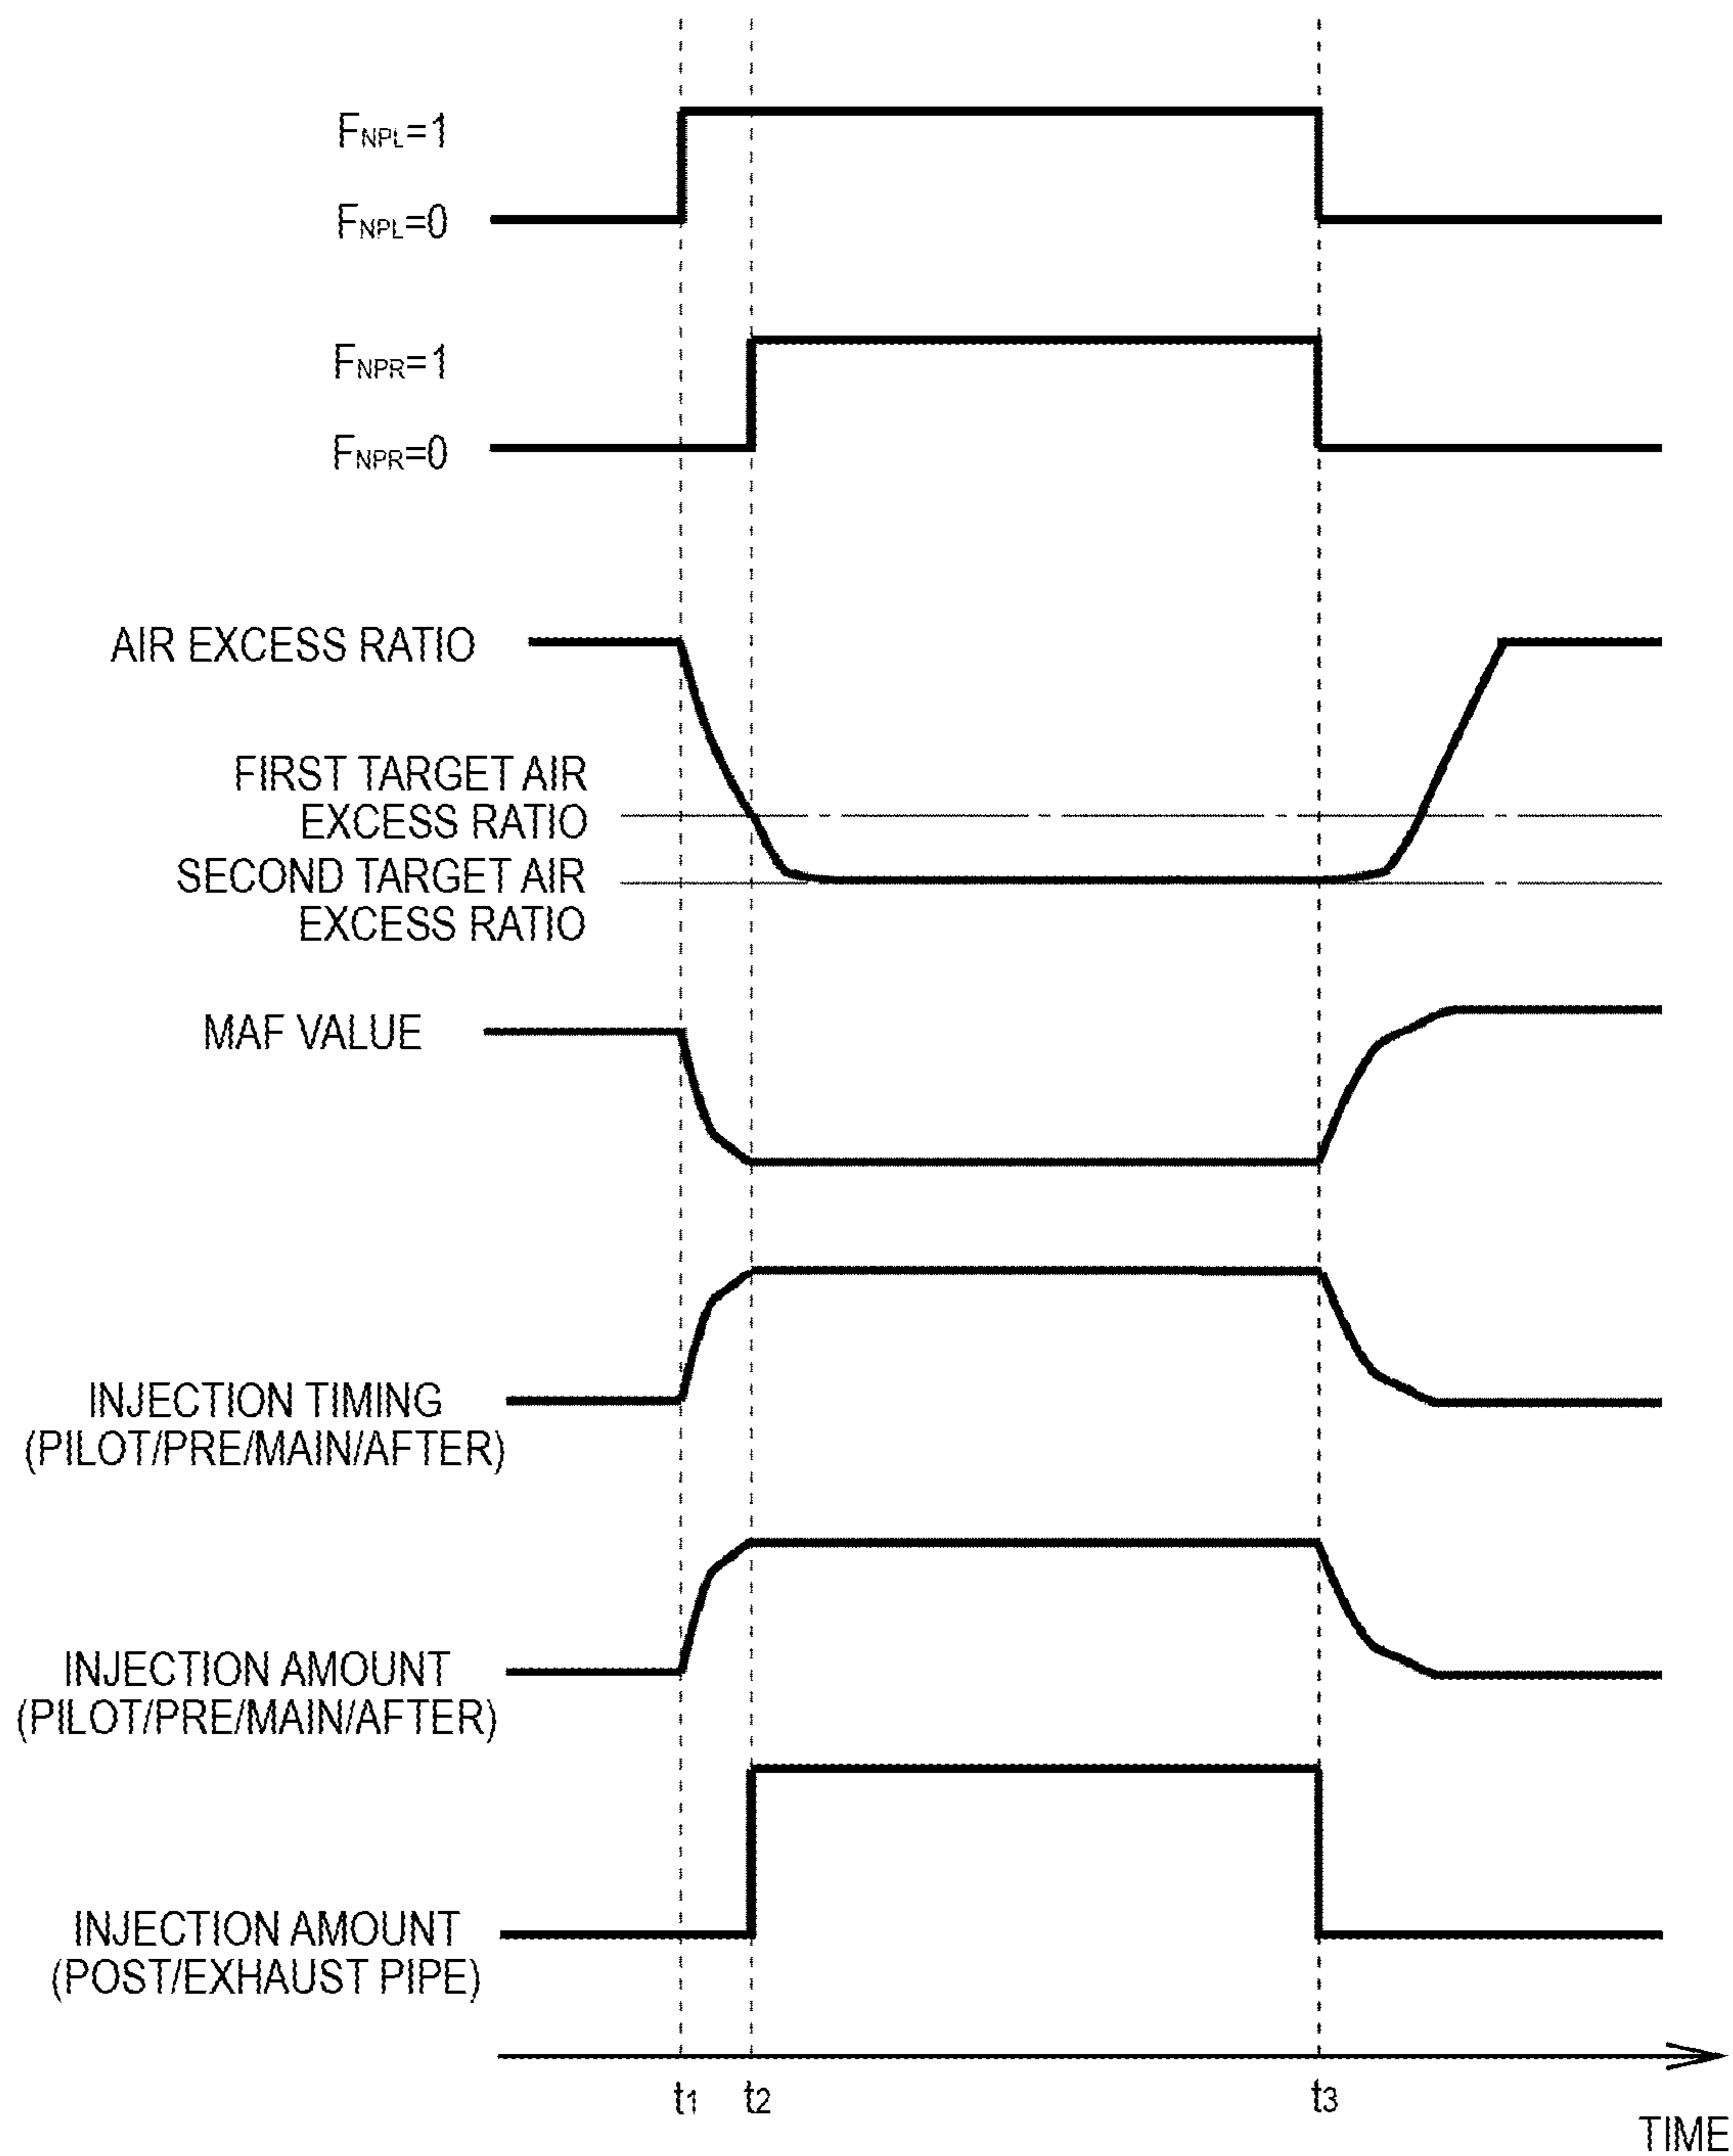 FNPL=1
FNPL=0
FNPR=1
FNPR=0
AIR EXCESS RATIO
FIRST TARGET AIR
EXCESS RATIO
SECOND TARGET AIR
EXCESS RATIO
MAF VALUE
INJECTION TIMING
(PILOT/PRE/MAIN/AFTER)
INJECTION AMOUNT
(PILOT/PRE/MAIN/AFTER)
INJECTION AMOUNT
(POST/EXHAUST PIPE)
t1 t2 t3
TIME